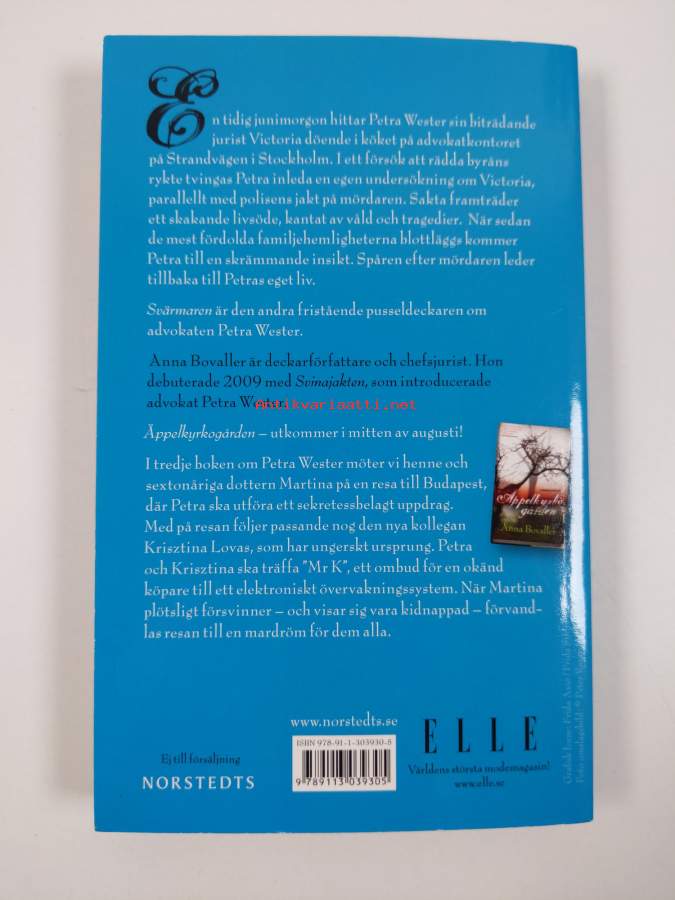 En tidig junimorgon hittar Petra Wester sin biträdande
jurist Victoria döende i köket på advokatkontoret
på Strandvägen i Stockholm. I ett försök att rädda byråns
rykte tvingas Petra inleda en egen undersökning om Victoria,
parallellt med polisens jakt på mördaren. Sakta framträder
ett skakande livsöde, kantat av våld och tragedier. När sedan
de mest fördolda familjehemligheterna blottläggs kommer
Petra till en skrämmande insikt. Spåren efter mördaren leder
tillbaka till Petras eget liv.
Svärmaren är den andra fristående pusseldeckaren om
advokaten Petra Wester.
Anna Bovaller är deckarförfattare och chefsjurist. Hon
debuterade 2009 med Svinajakten, som introducerade
advokat Petra Wester.
Antikvariaatti.net
Äppelkyrkogården – utkommer i mitten av augusti!
I tredje boken om Petra Wester möter vi henne och
sextonåriga dottern Martina på en resa till Budapest,
där Petra ska utföra ett sekretessbelagt uppdrag.
Med på resan följer passande nog den nya kollegan
Krisztina Lovas, som har ungerskt ursprung. Petra
och Krisztina ska träffa "Mr K", ett ombud för en okänd
köpare till ett elektroniskt övervakningssystem. När Martina
plötsligt försvinner – och visar sig vara kidnappad – förvand-
las resan till en mardröm för dem alla.
Äppelkyrko
gården
Anna Bovaller
www.norstedts.se
ISBN 978-91-1-303930-5
9 789113 039305
Ej till försäljning
NORSTEDTS
ELLE
Världens största modemagasin!
www.elle.se